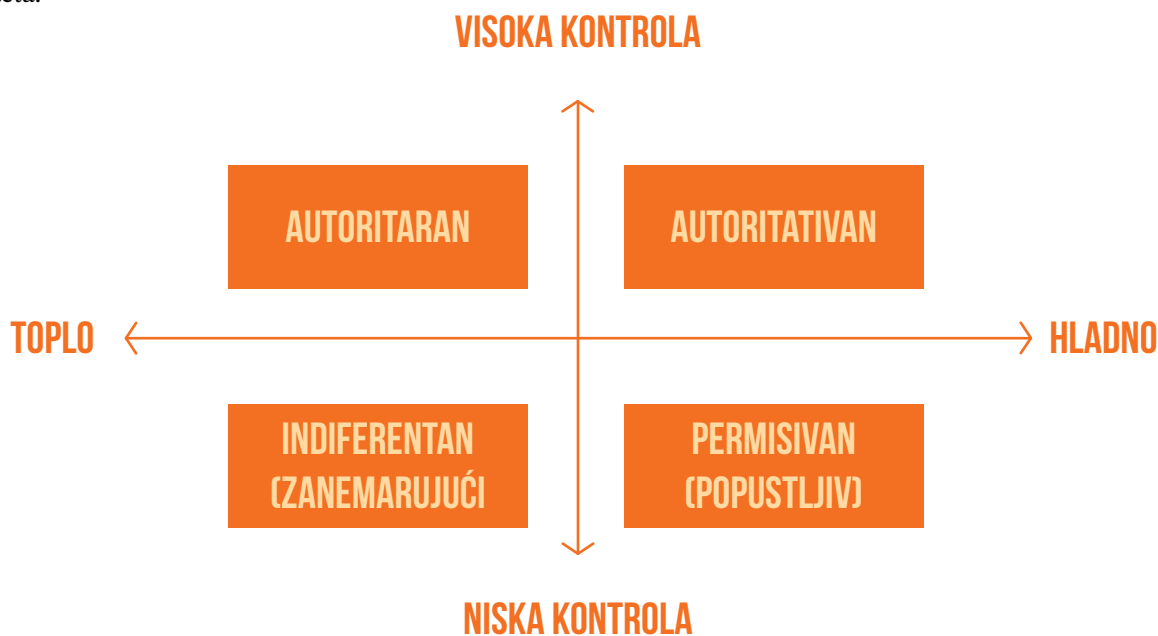 VISOKA KONTROLA
AUTORITARAN
AUTORITATIVAN
TOPLO
HLADNO
INDIFERENTAN
(ZANEMARUJUĆI
PERMISIVAN
(POPUSTLJIV)
NISKA KONTROLA